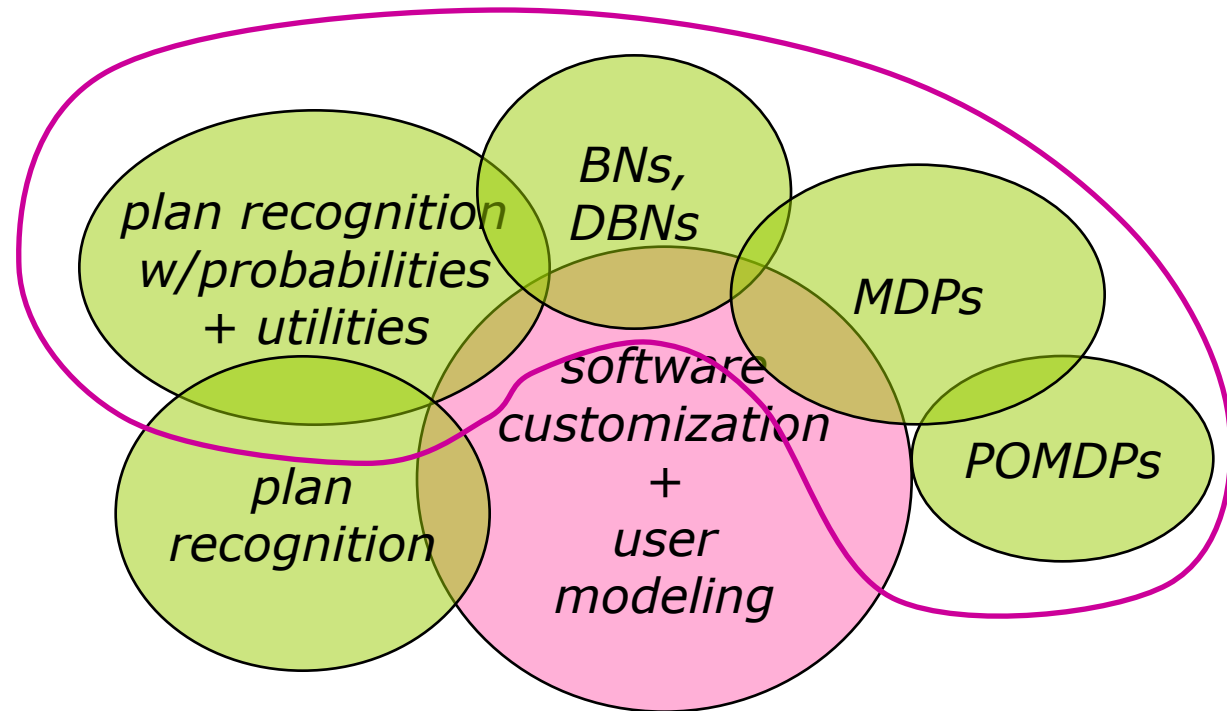 BNs,
DBNs
plan recognition
w/probabilities
+ utilities
MDPs
software
customization
+
user
modeling
POMDPs
plan
recognition